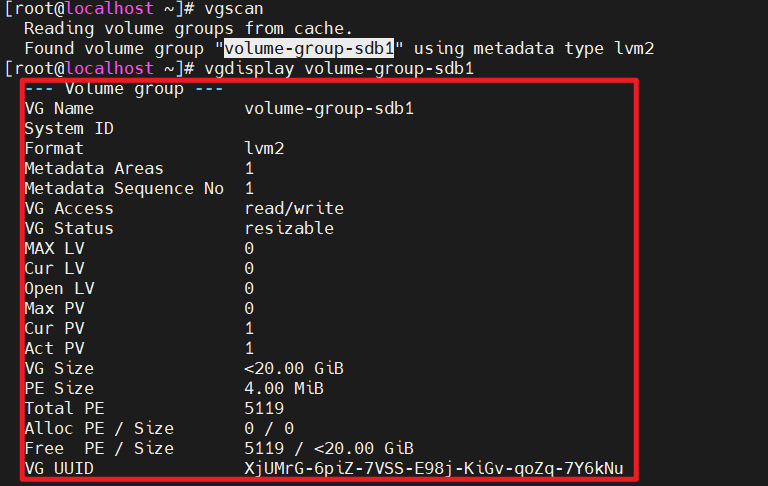 [root@localhost ~]# vgscan
Reading volume groups from cache.
Found volume group "volume-group-sdb1" using metadata type lvm2
[root@localhost ~]# vgdisplay volume-group-sdb1
--- Volume group ---
VG Name volume-group-sdb1
System ID
Format lvm2
Metadata Areas 1
Metadata Sequence No 1
VG Access read/write
VG Status resizable
MAX LV 0
Cur LV 0
Open LV 0
Max PV 0
Cur PV 1
Act PV 1
VG Size <20.00 GiB
PE Size 4.00 MiB
Total PE 5119
Alloc PE / Size 0 / 0
Free PE / Size 5119 / <20.00 GiB
VG UUID XjUMrG-6piZ-7VSS-E98j-KiGv-qoZq-7Y6kNu